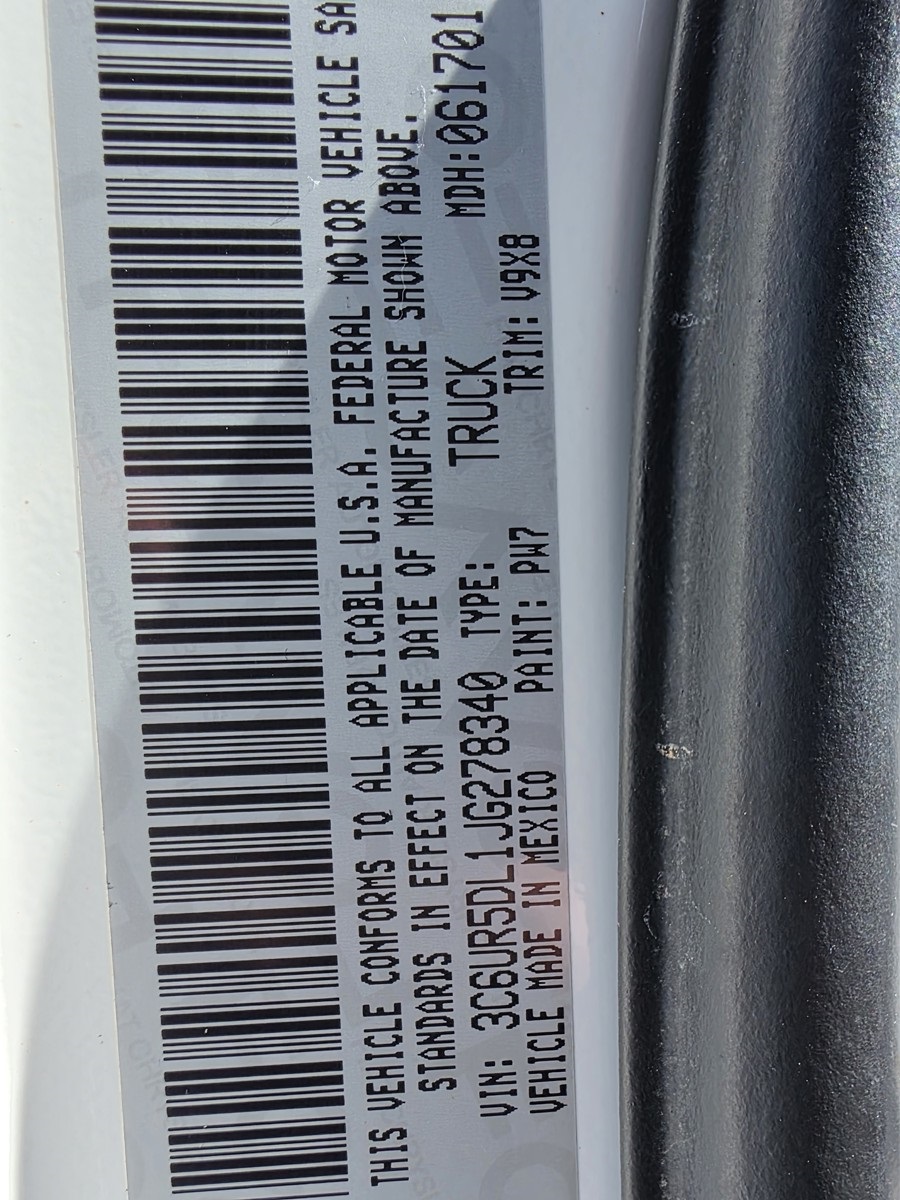 THIS VEHICLE CONFORMS TO ALL APPLICABLE U.S.A. FEDERAL MOTOR VEHICLE SA
STANDARDS IN EFFECT ON THE DATE OF MANUFACTURE SHOWN ABOVE.
VIN: 3C6UR5DL1JG278340 TYPE: TRUCK MDH:061701
VEHICLE MADE IN MEXICO PAINT: PW7 TRIM: V9X8